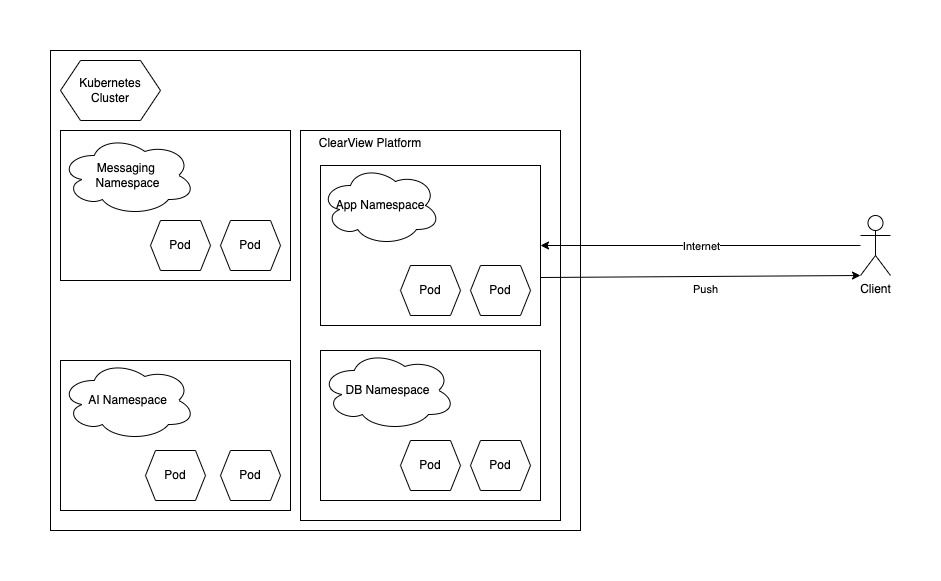 Kubernetes
Cluster
Messaging
Namespace
Pod
Pod
ClearView Platform
App Namespace
Pod
Pod
Internet
Push
Client
AI Namespace
Pod
Pod
DB Namespace
Pod
Pod